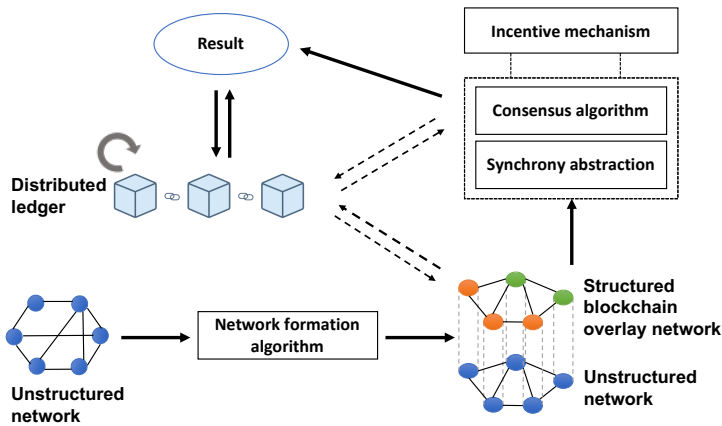 Result
Incentive mechanism
Consensus algorithm
Synchrony abstraction
Distributed
ledger
Structured
blockchain
overlay network
Network formation
algorithm
Unstructured
network
Unstructured
network